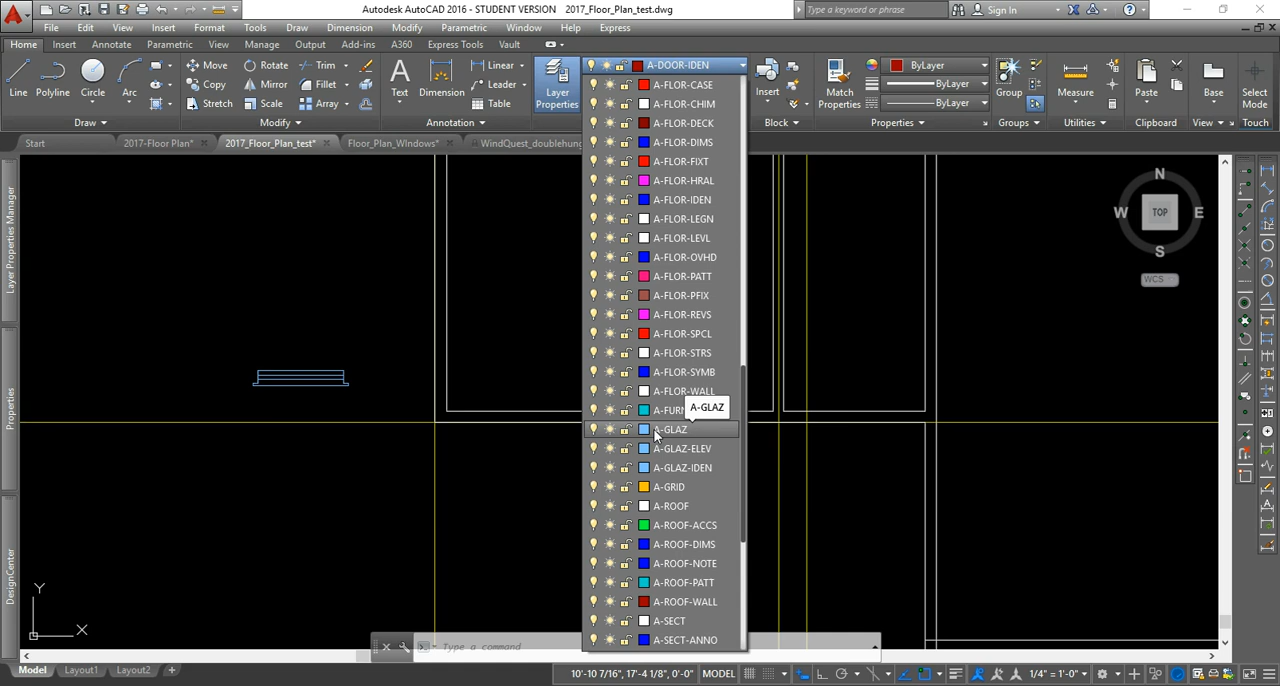 Autodesk AutoCAD 2016 - STUDENT VERSION 2017_Floor_Plan_test.dwg
Type a keyword or phrase
Sign In
File Edit View Insert Format Tools Draw Dimension Modify Parametric Window Help Express
Home Insert Annotate Parametric View Manage Output Add-ins A360 Express Tools Vault
Line Polyline Circle Arc
Move Rotate Trim
Copy Mirror Fillet
Stretch Scale Array
Text Dimension
Linear
Leader
Table
Layer Properties
A-DOOR-IDEN
Insert
Match Properties
ByLayer
ByLayer
ByLayer
Group
Measure
Paste
Base
Select Mode
Draw Modify Annotation Block Properties Groups Utilities Clipboard View Touch
Start 2017-Floor Plan* 2017_Floor_Plan_test* Floor_Plan_WIndows* WindQuest_doublehung
A-FLOR-CASE
A-FLOR-CHIM
A-FLOR-DECK
A-FLOR-DIMS
A-FLOR-FIXT
A-FLOR-HRAL
A-FLOR-IDEN
A-FLOR-LEGN
A-FLOR-LEVL
A-FLOR-OVHD
A-FLOR-PATT
A-FLOR-PFIX
A-FLOR-REVS
A-FLOR-SPCL
A-FLOR-STRS
A-FLOR-SYMB
A-FLOR-WALL
A-FURN
A-GLAZ
A-GLAZ
A-GLAZ-ELEV
A-GLAZ-IDEN
A-GRID
A-ROOF
A-ROOF-ACCS
A-ROOF-DIMS
A-ROOF-NOTE
A-ROOF-PATT
A-ROOF-WALL
A-SECT
A-SECT-ANNO
Layer Properties Manager
Properties
DesignCenter
N
W TOP E
S
WCS
Y
X
Type a command
Model Layout1 Layout2 +
10'-10 7/16", 17'-4 1/8", 0'-0" MODEL 1/4" = 1'-0"